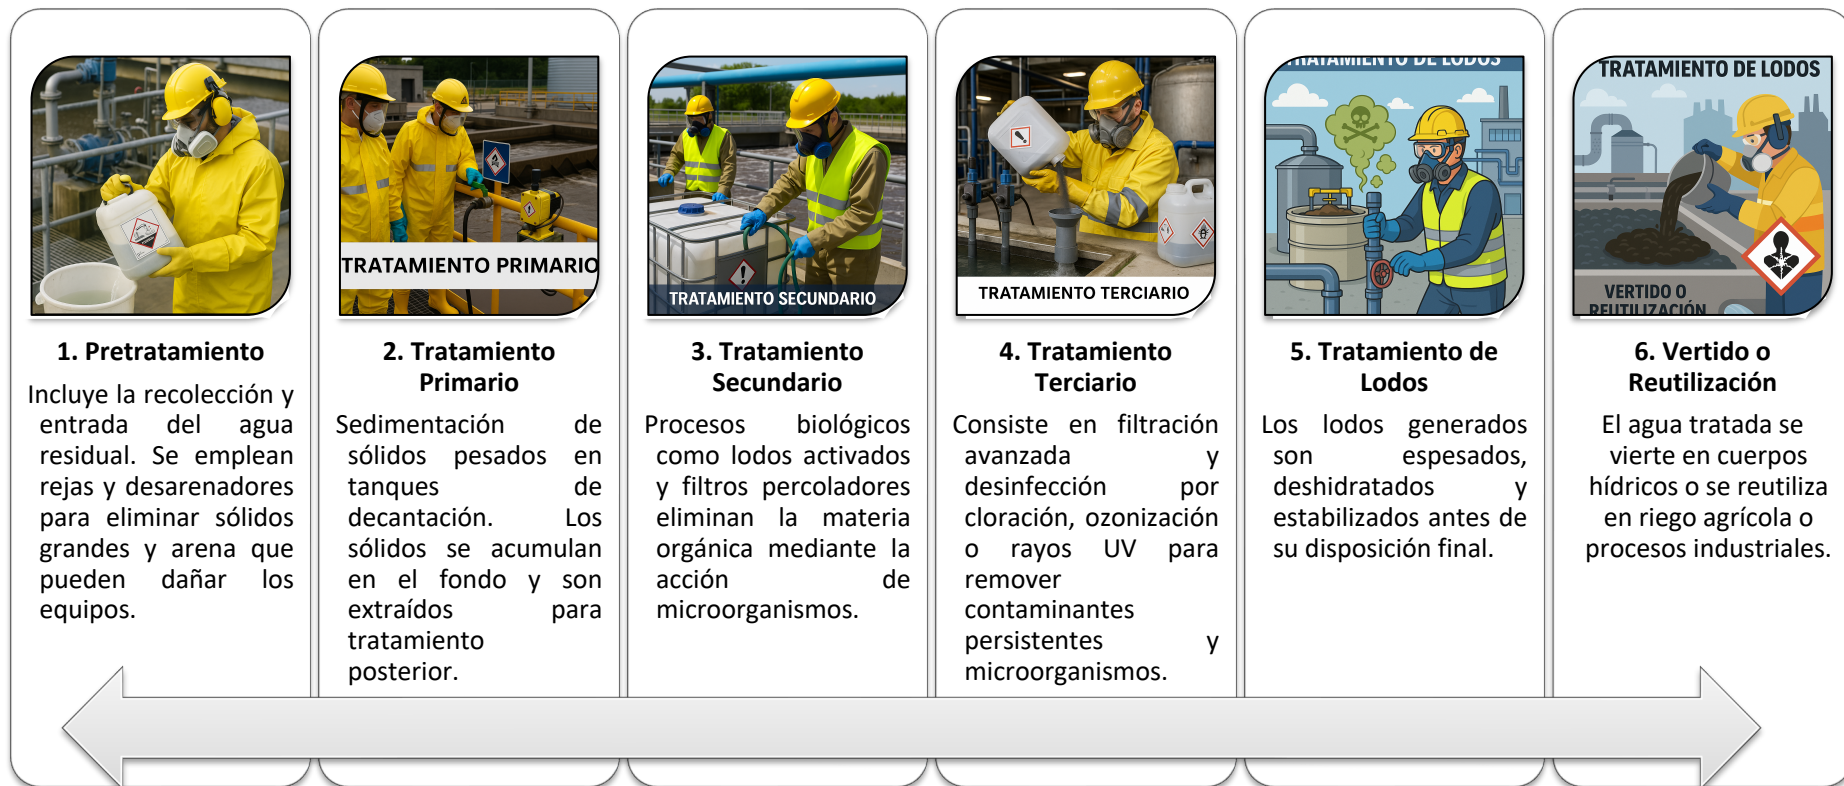 TRATAMIENTO PRIMARIO
TRATAMIENTO SECUNDARIO
TRATAMIENTO TERCIARIO
TRATAMIENTO DE LODOS
TRATAMIENTO DE LODOS
VERTIDO O
REUTILIZACIÓN
1. Pretratamiento
Incluye la recolección y
entrada del agua
residual. Se emplean
rejas y desarenadores
para eliminar sólidos
grandes y arena que
pueden dañar los
equipos.
2. Tratamiento
Primario
Sedimentación de
sólidos pesados en
tanques de
decantación. Los
sólidos se acumulan
en el fondo y son
extraídos para
tratamiento
posterior.
3. Tratamiento
Secundario
Procesos biológicos
como lodos activados
y filtros percoladores
eliminan la materia
orgánica mediante la
acción de
microorganismos.
4. Tratamiento
Terciario
Consiste en filtración
avanzada y
desinfección por
cloración, ozonización
o rayos UV para
remover
contaminantes
persistentes y
microorganismos.
5. Tratamiento de
Lodos
Los lodos generados
son espesados,
deshidratados y
estabilizados antes de
su disposición final.
6. Vertido o
Reutilización
El agua tratada se
vierte en cuerpos
hídricos o se reutiliza
en riego agrícola o
procesos industriales.